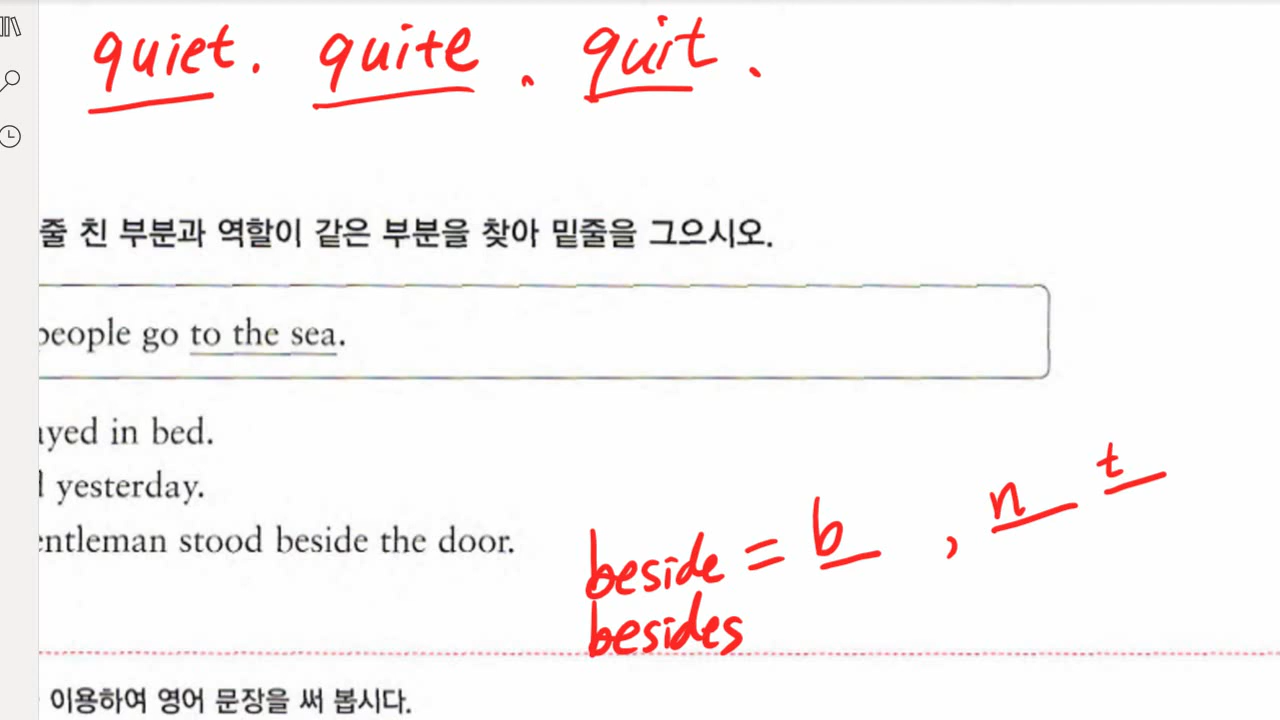 quiet. quite. quit.
줄 친 부분과 역할이 같은 부분을 찾아 밑줄을 그으시오.
people go to the sea.
ayed in bed.
yesterday.
entleman stood beside the door.
beside = b , n t
besides
이용하여 영어 문장을 써 봅시다.